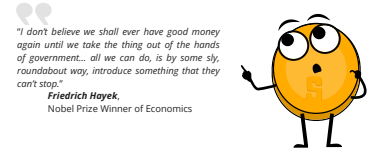 “I don’t believe we shall ever have good money
again until we take the thing out of the hands
of government... all we can do, is by some sly,
roundabout way, introduce something that they
can’t stop.”
Friedrich Hayek,
Nobel Prize Winner of Economics
S